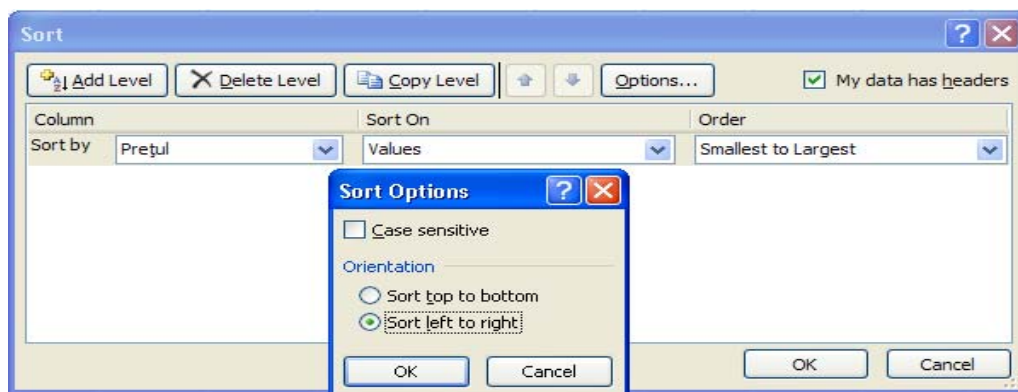 Sort
Add Level Delete Level Copy Level Options... My data has headers
Column Sort On Order
Sort by Prețul Values Smallest to Largest
Sort Options
Case sensitive
Orientation
Sort top to bottom
Sort left to right
OK Cancel
OK Cancel